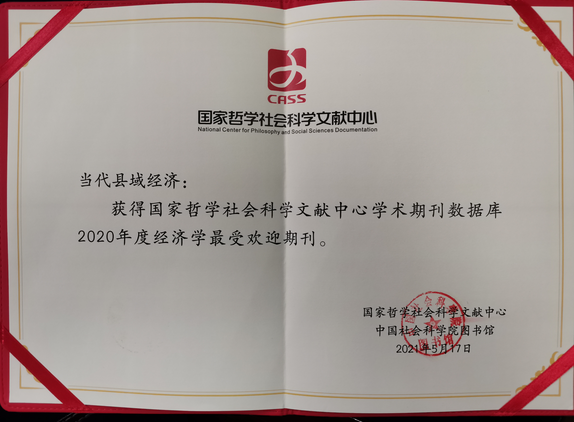 CASS
国家哲学社会科学文献中心
National Center for Philosophy and Social Sciences Documentation
当代县域经济：
获得国家哲学社会科学文献中心学术期刊数据库
2020年度经济学最受欢迎期刊。
国家哲学社会科学文献中心
中国社会科学院图书馆
2021年5月17日